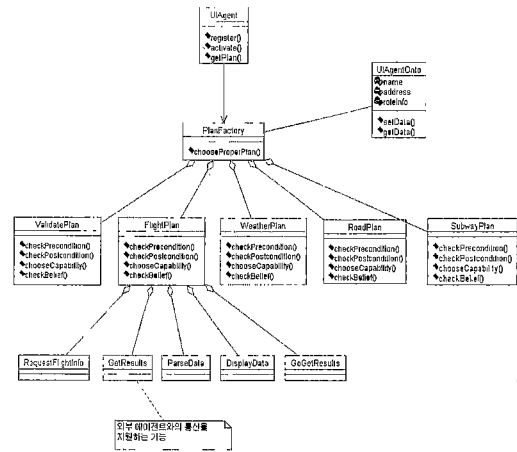 UIAgent
register()
activate()
getPlan()
UIAgentOnto
name
address
roleInfo
setData()
getData()
PlanFactory
chooseProperPlan()
ValidatePlan
checkPrecondition()
checkPostcondition()
chooseCapability()
checkBelief()
FlightPlan
checkPrecondition()
checkPostcondition()
chooseCapability()
checkBelief()
WeatherPlan
checkPrecondition()
checkPostcondition()
chooseCapability()
checkBelief()
RoadPlan
checkPrecondition()
checkPostcondition()
chooseCapability()
checkBelief()
SubwayPlan
checkPrecondition()
checkPostcondition()
chooseCapability()
checkBelief()
RequestFlightInfo
GetResults
ParseData
DisplayData
GoGetResults
외부 에이전트와의 통신을
지원하는 기능